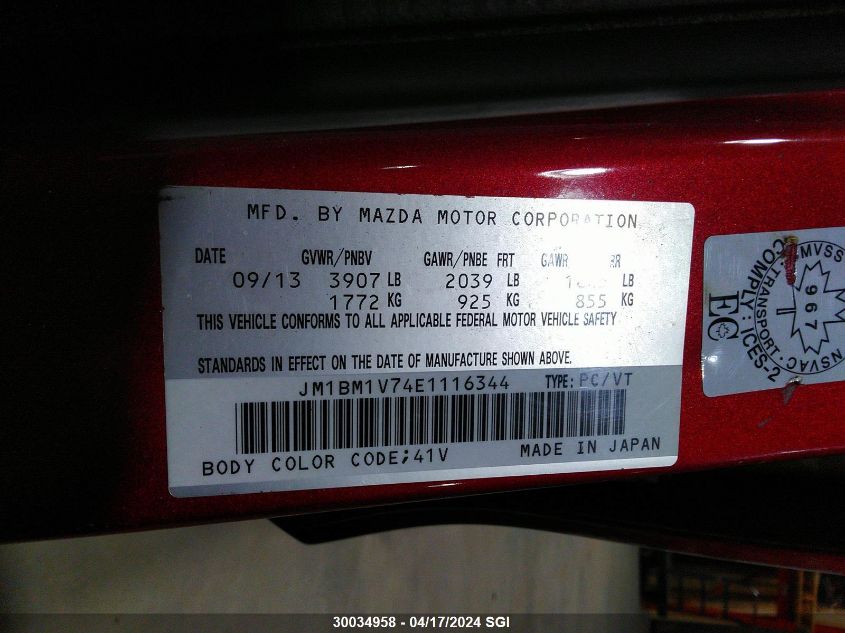 MFD. BY MAZDA MOTOR CORPORATION
DATE GVWR/PNBV GAWR/PNBE FRT GAWR RR
09/13 3907 LB 2039 LB LB
1772 KG 925 KG 855 KG
THIS VEHICLE CONFORMS TO ALL APPLICABLE FEDERAL MOTOR VEHICLE SAFETY
STANDARDS IN EFFECT ON THE DATE OF MANUFACTURE SHOWN ABOVE.
JM1BM1V74E1116344 TYPE: PC/VT
BODY COLOR CODE;41V MADE IN JAPAN
EC
COMPLY: ICES-2
TRANSPORT
967
MVSS
NSVAC
30034958 - 04/17/2024 SGI